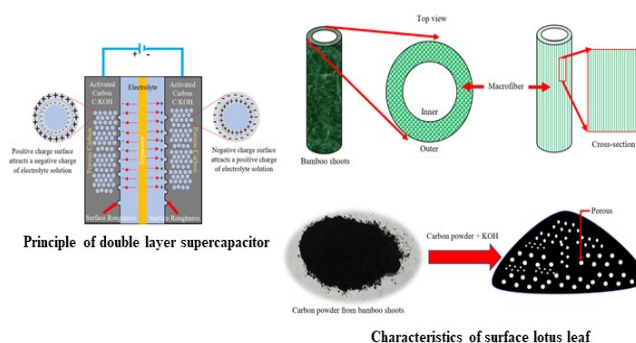 + -
Activated
Carbon
C:KOH
Electrolyte
Activated
Carbon
C:KOH
Porous Carbon
Separator
Surface Roughness
Surface Roughness
Positive charge surface
attracts a negative charge
of electrolyte solution
Negative charge surface
attracts a positive charge
of electrolyte solution
Principle of double layer supercapacitor
Top view
Inner
Outer
Macrofiber
Bamboo shoots
Cross-section
Carbon powder + KOH
Porous
Carbon powder from bamboo shoots
Characteristics of surface lotus leaf